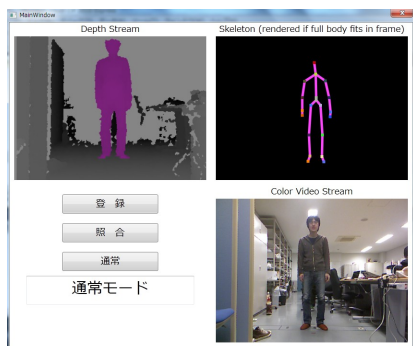 MainWindow
Depth Stream
Skeleton (rendered if full body fits in frame)
登 録
照 合
通常
通常モード
Color Video Stream